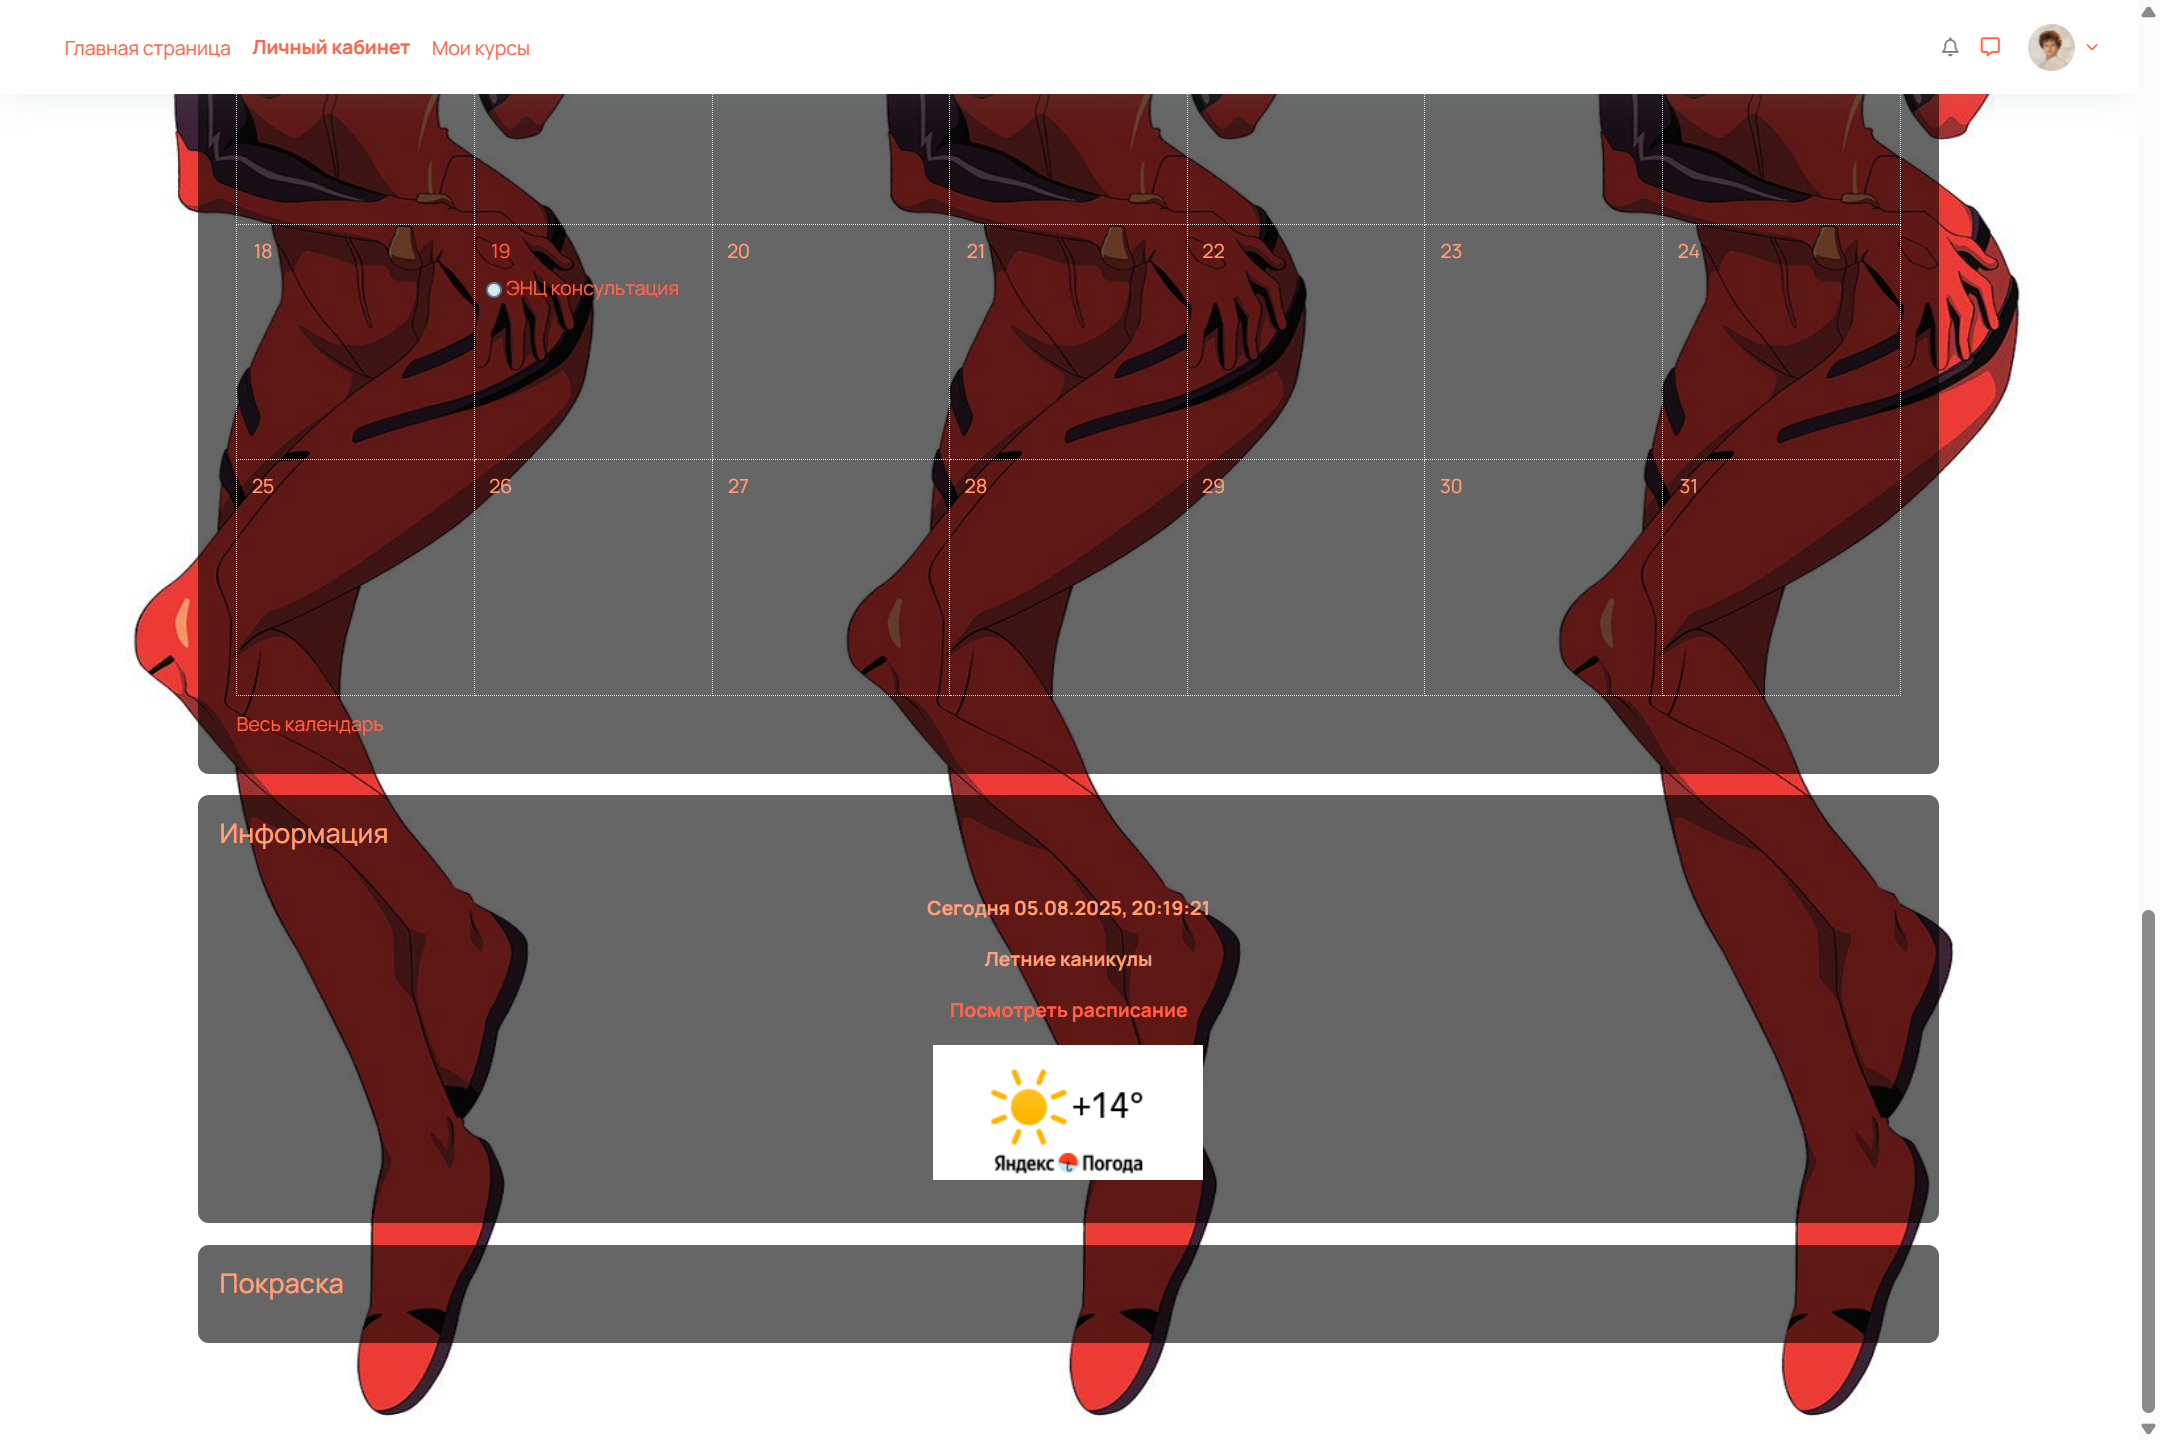 Главная страница Личный кабинет Мои курсы
18 19 20 21 22 23 24
ЭНЦ консультация
25 26 27 28 29 30 31
Весь календарь
Информация
Сегодня 05.08.2025, 20:19:21
Летние каникулы
Посмотреть расписание
+14°
Яндекс Погода
Покраска